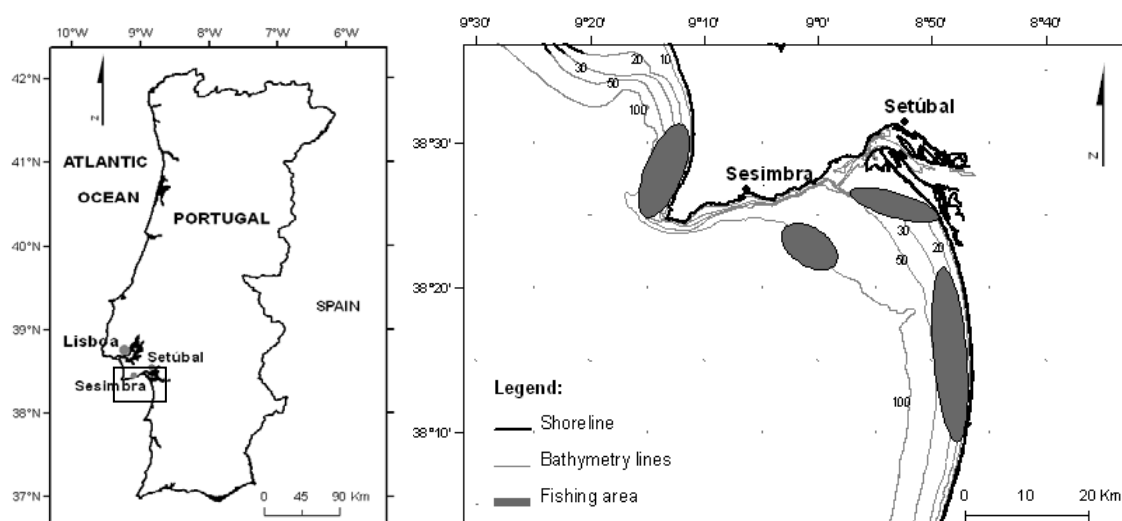 10°W 9°W 8°W 7°W 6°W
42°N
41°N
40°N
39°N
38°N
37°N
N
ATLANTIC
OCEAN
PORTUGAL
SPAIN
Lisboa
Setúbal
Sesimbra
0 45 90 Km
9°30 9°20 9°10 9°0 8°50 8°40
38°30
38°20
38°10
10
20
30
50
100
Setúbal
Sesimbra
N
30
20
50
100
Legend:
Shoreline
Bathymetry lines
Fishing area
0 10 20 Km